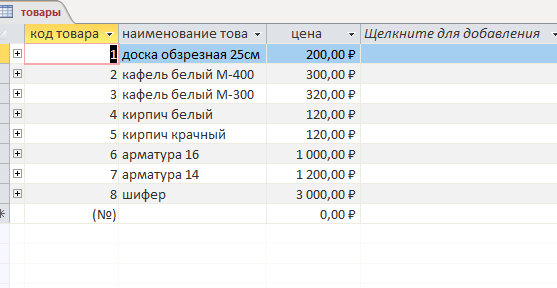 товары
код товара наименование това цена Щелкните для добавления
1 доска обзрезная 25см 200,00 ₽
2 кафель белый М-400 300,00 ₽
3 кафель белый М-300 320,00 ₽
4 кирпич белый 120,00 ₽
5 кирпич крачный 120,00 ₽
6 арматура 16 1 000,00 ₽
7 арматура 14 1 200,00 ₽
8 шифер 3 000,00 ₽
(№) 0,00 ₽